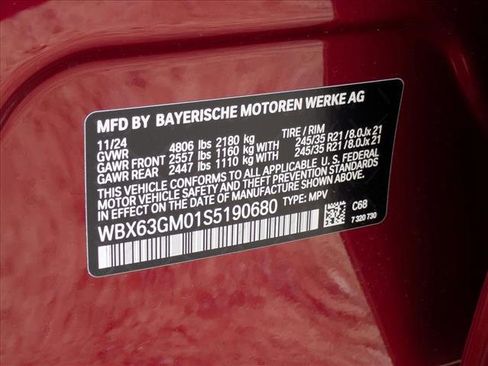 MFD BY BAYERISCHE MOTOREN WERKE AG
11/24 TIRE / RIM
GVWR 4806 lbs 2180 kg
GAWR FRONT 2557 lbs 1160 kg WITH 245/35 R21 / 8.0Jx 21
GAWR REAR 2447 lbs 1110 kg WITH 245/35 R21 / 8.0Jx 21
THIS VEHICLE CONFORMS TO ALL APPLICABLE U.S. FEDERAL
MOTOR VEHICLE SAFETY AND THEFT PREVENTION STANDARDS
IN EFFECT ON THE DATE OF MANUFACTURE SHOWN ABOVE.
WBX63GM01S5190680 TYPE: MPV
C6B
7 320 730